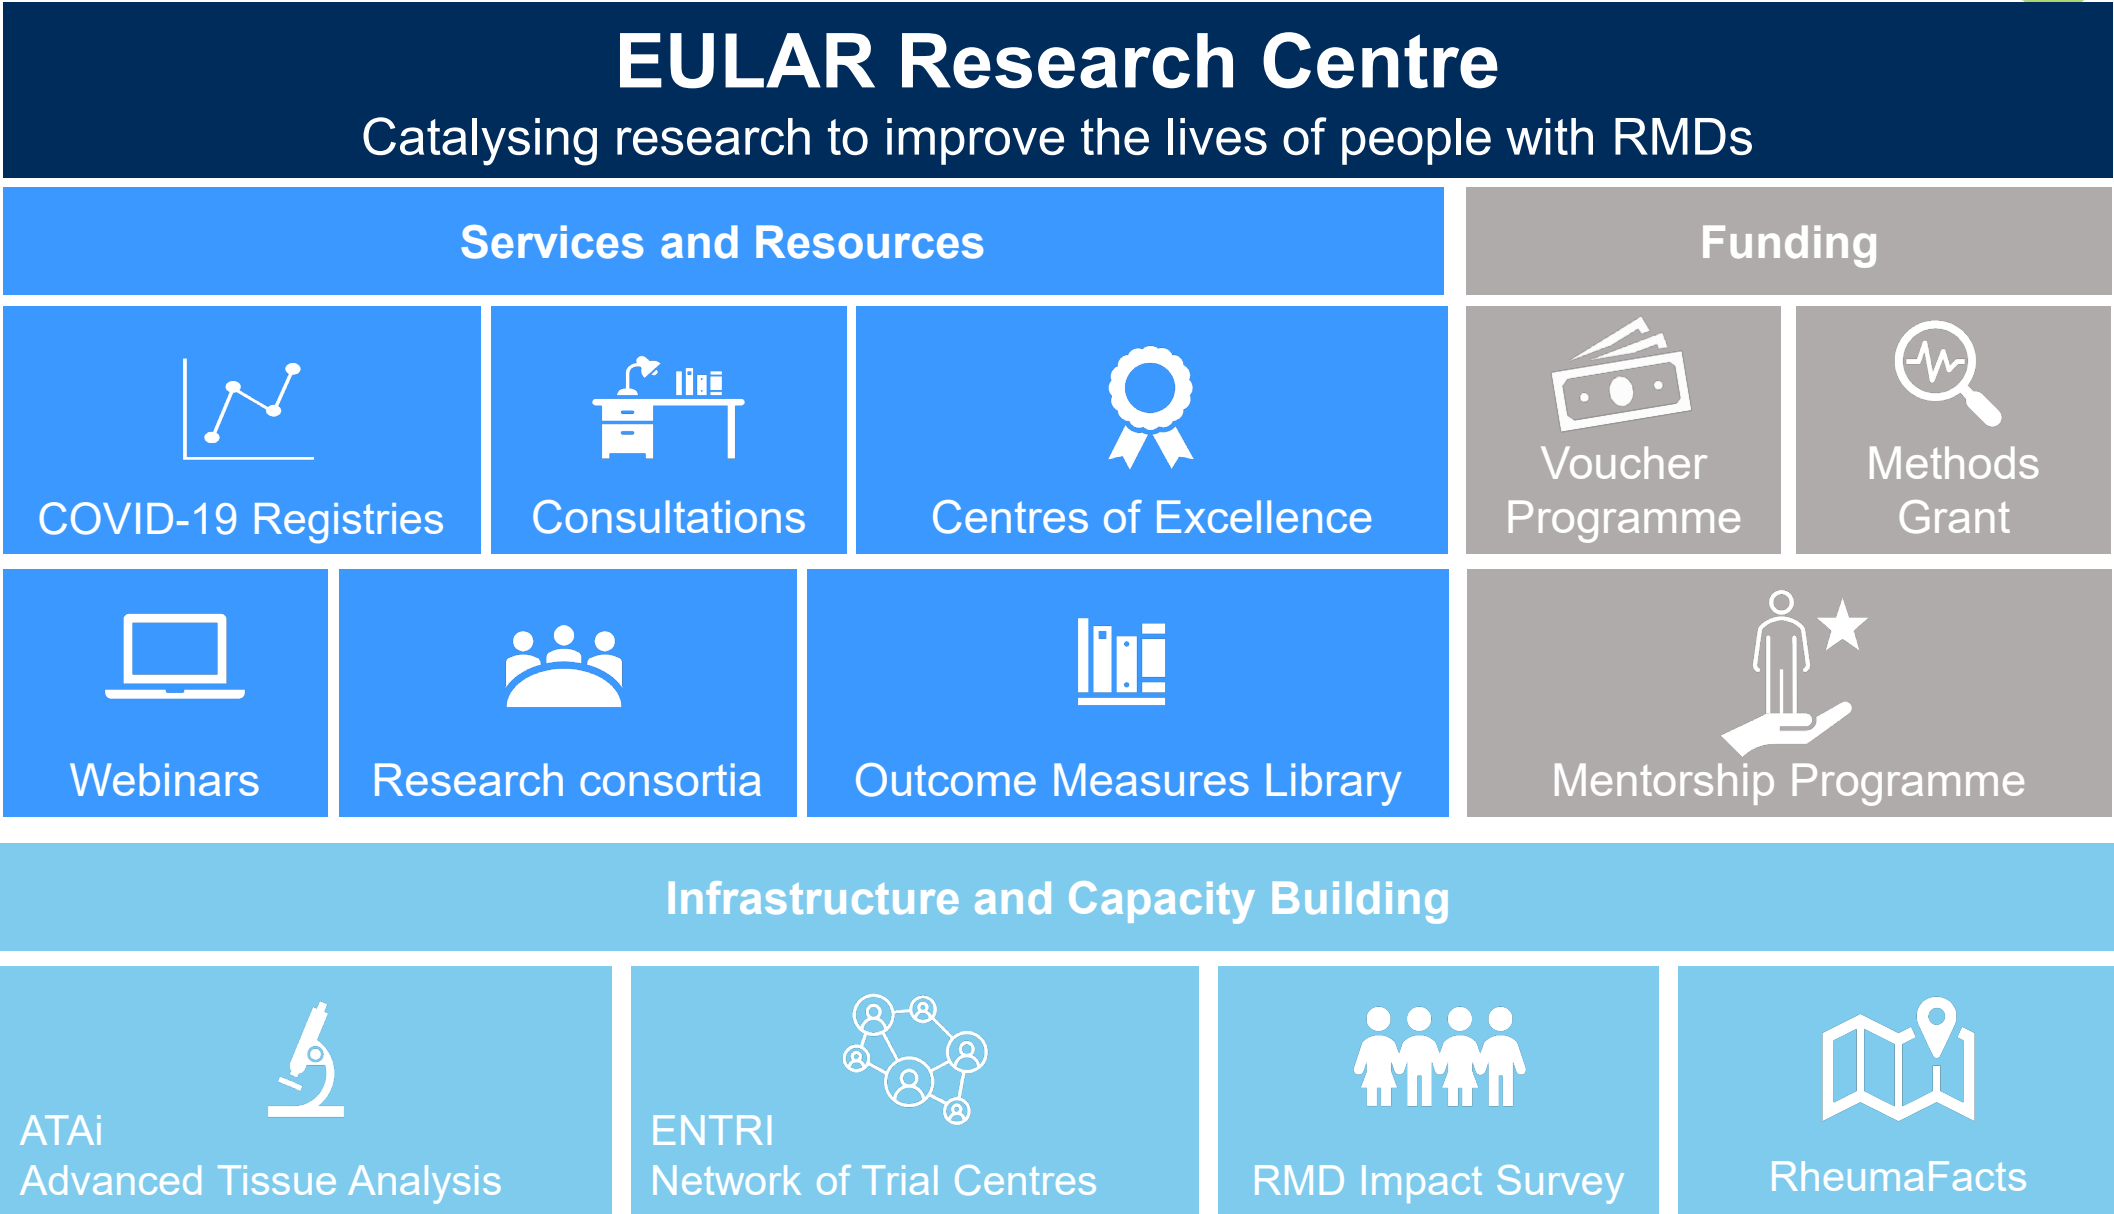 EULAR Research Centre
Catalysing research to improve the lives of people with RMDs
Services and Resources
Funding
COVID-19 Registries
Consultations
Centres of Excellence
Voucher
Programme
Methods
Grant
Webinars
Research consortia
Outcome Measures Library
Mentorship Programme
Infrastructure and Capacity Building
ATAi
Advanced Tissue Analysis
ENTRI
Network of Trial Centres
RMD Impact Survey
RheumaFacts